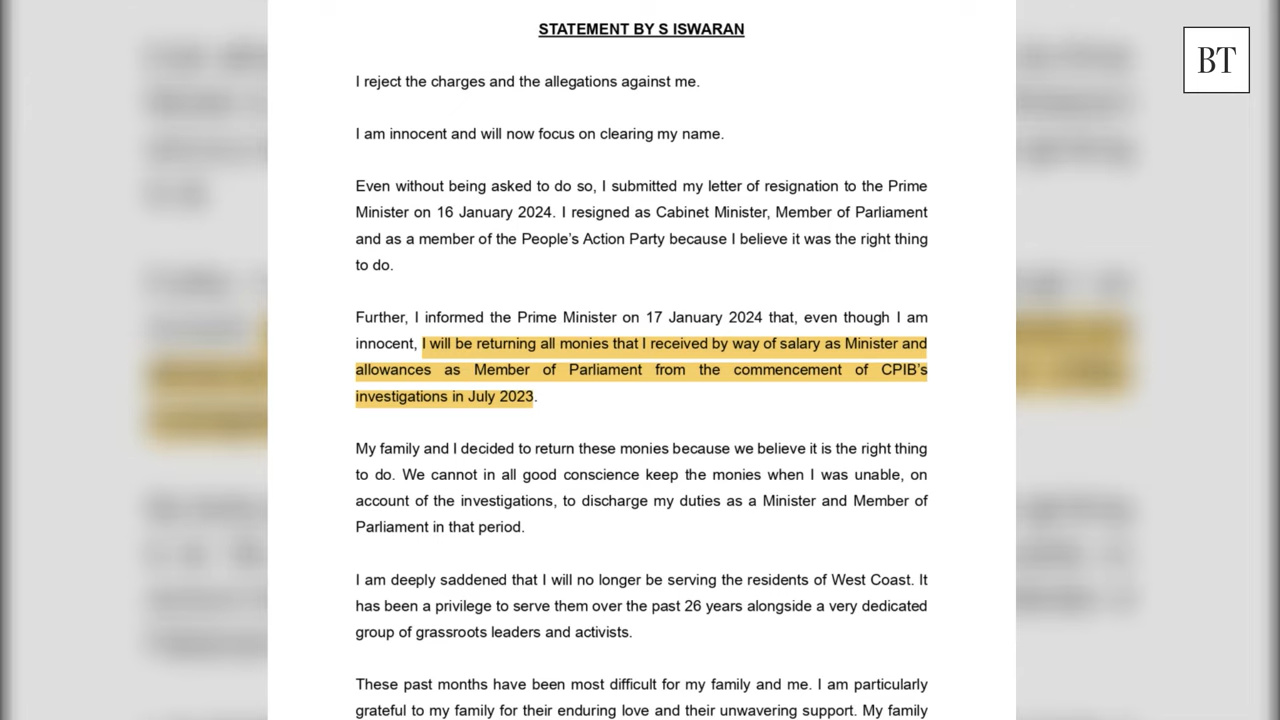 STATEMENT BY S ISWARAN
BT
I reject the charges and the allegations against me.
I am innocent and will now focus on clearing my name.
Even without being asked to do so, I submitted my letter of resignation to the Prime
Minister on 16 January 2024. I resigned as Cabinet Minister, Member of Parliament
and as a member of the People's Action Party because I believe it was the right thing
to do.
Further, I informed the Prime Minister on 17 January 2024 that, even though I am
innocent, I will be returning all monies that I received by way of salary as Minister and
allowances as Member of Parliament from the commencement of CPIB's
investigations in July 2023.
My family and I decided to return these monies because we believe it is the right thing
to do. We cannot in all good conscience keep the monies when I was unable, on
account of the investigations, to discharge my duties as a Minister and Member of
Parliament in that period.
I am deeply saddened that I will no longer be serving the residents of West Coast. It
has been a privilege to serve them over the past 26 years alongside a very dedicated
group of grassroots leaders and activists.
These past months have been most difficult for my family and me. I am particularly
grateful to my family for their enduring love and their unwavering support. My family